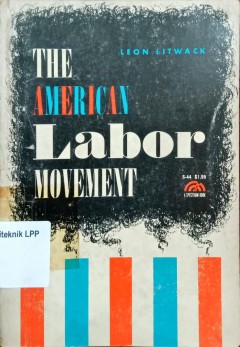 LEON LITWACK
THE
AMERICAN
Labor
MOVEMENT
S-44 $1.95
A SPECTRUM BOOK
iteknik LPP